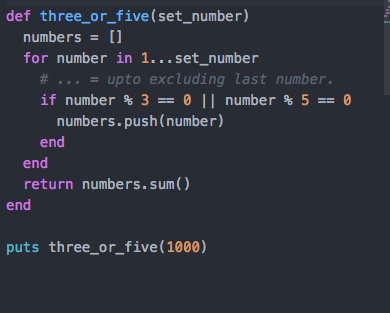 def three_or_five(set_number)
  numbers = []
  for number in 1...set_number
    # ... = upto excluding last number.
    if number % 3 == 0 || number % 5 == 0
      numbers.push(number)
    end
  end
  return numbers.sum()
end

puts three_or_five(1000)